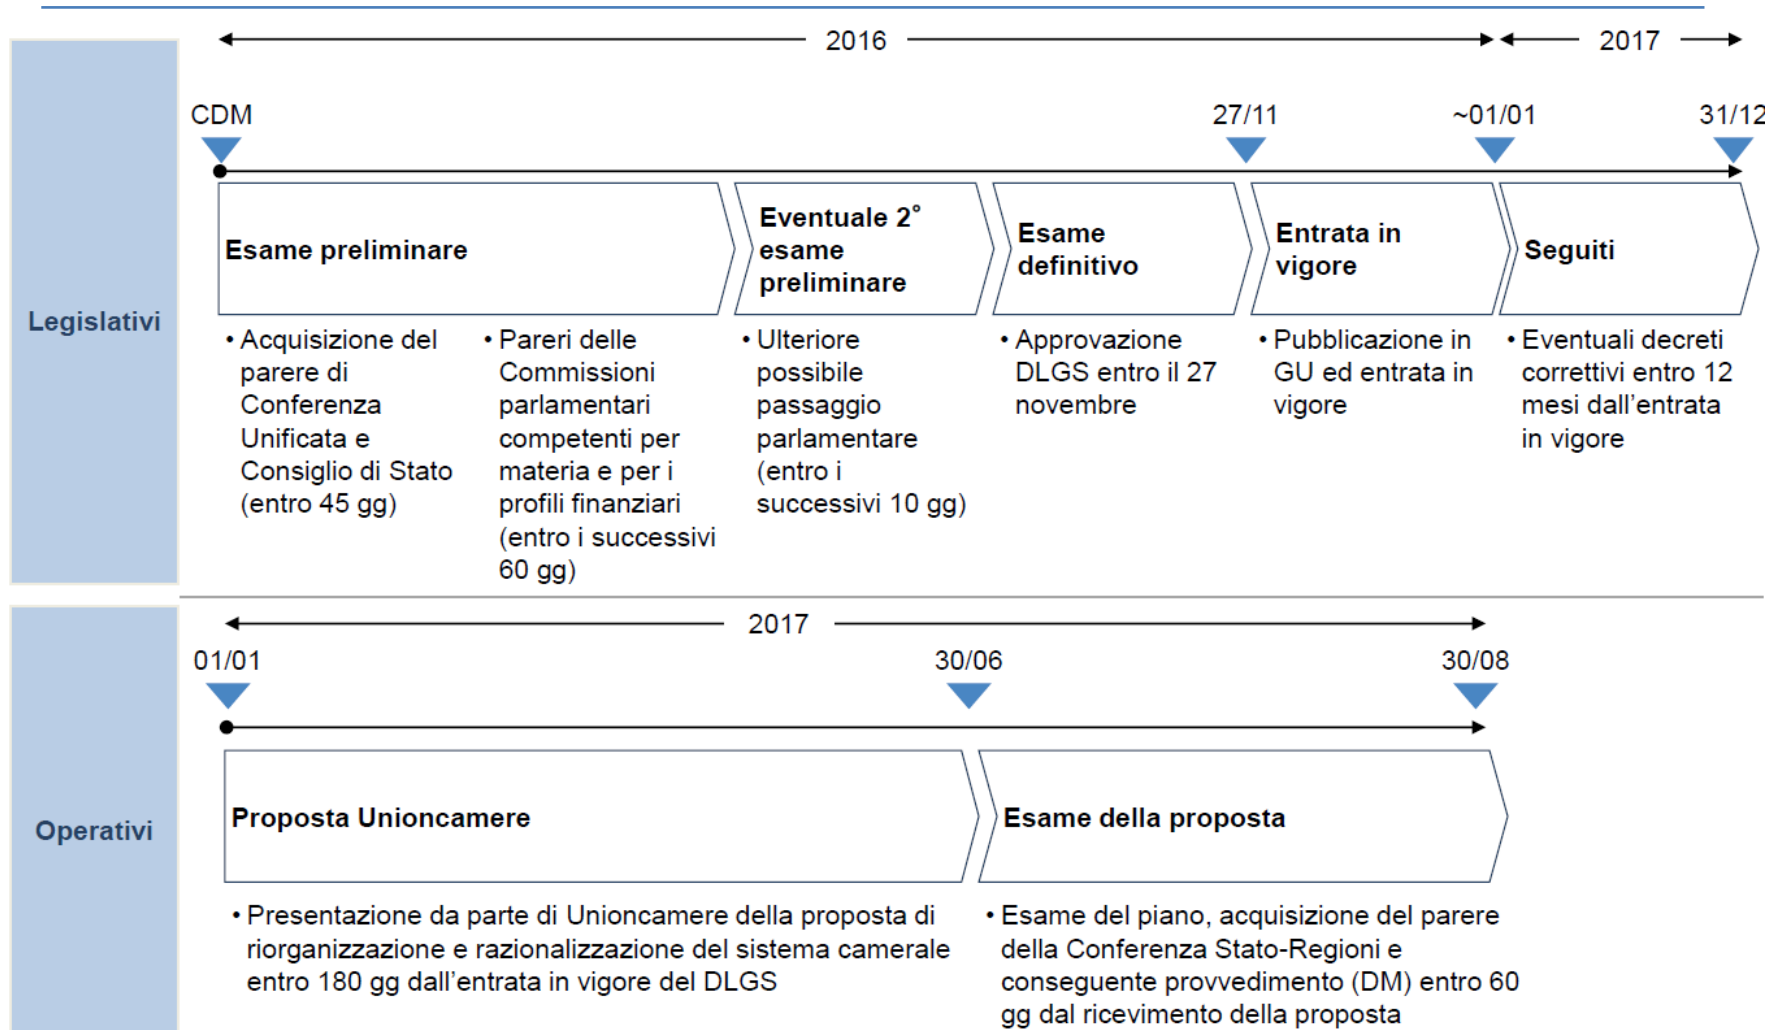 2016
2017
CDM
27/11
~01/01
31/12
Legislativi
Esame preliminare
Eventuale 2°
esame
preliminare
Esame
definitivo
Entrata in
vigore
Seguiti
• Acquisizione del
parere di
Conferenza
Unificata e
Consiglio di Stato
(entro 45 gg)
• Pareri delle
Commissioni
parlamentari
competenti per
materia e per i
profili finanziari
(entro i successivi
60 gg)
• Ulteriore
possibile
passaggio
parlamentare
(entro i
successivi 10 gg)
• Approvazione
DLGS entro il 27
novembre
• Pubblicazione in
GU ed entrata in
vigore
• Eventuali decreti
correttivi entro 12
mesi dall’entrata
in vigore
2017
01/01
30/06
30/08
Operativi
Proposta Unioncamere
Esame della proposta
• Presentazione da parte di Unioncamere della proposta di
riorganizzazione e razionalizzazione del sistema camerale
entro 180 gg dall’entrata in vigore del DLGS
• Esame del piano, acquisizione del parere
della Conferenza Stato-Regioni e
conseguente provvedimento (DM) entro 60
gg dal ricevimento della proposta